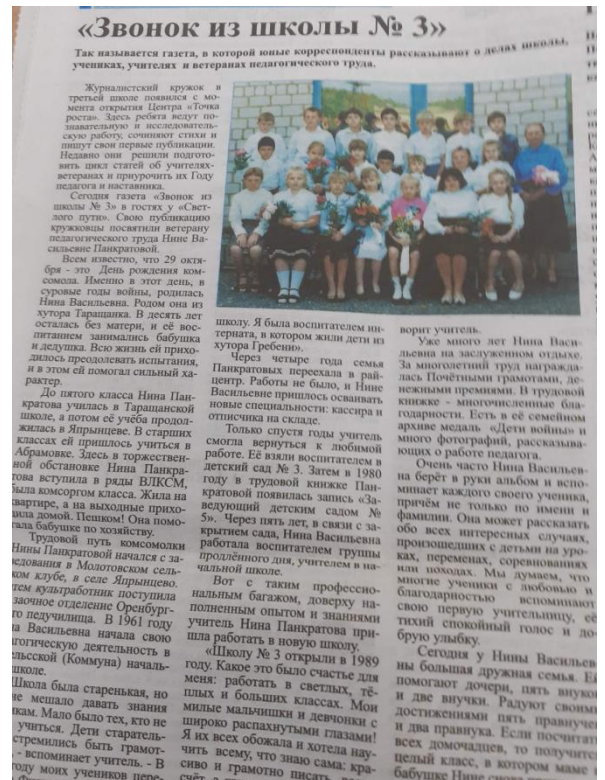 «Звонок из школы № 3»
Так называется газета, в которой юные корреспонденты рассказывают о делах школы,
учениках, учителях и ветеранах педагогического труда.
Журналистский кружок в
третьей школе появился с мо-
мента открытия Центра «Точка
роста». Здесь ребята ведут по-
знавательную и исследователь-
скую работу, сочиняют стихи и
пишут свои первые публикации.
Недавно они решили подгото-
вить цикл статей об учителях-
ветеранах и приурочить их Году
педагога и наставника.
Сегодня газета «Звонок из
школы № 3» в гостях у «Свет-
лого пути». Свою публикацию
кружковцы посвятили ветерану
педагогического труда Нине Ва-
сильевне Панкратовой.
Всем известно, что 29 октя-
бря - это День рождения ком-
сомола. Именно в этот день, в
суровые годы войны, родилась
Нина Васильевна. Родом она из
хутора Таращанка. В десять лет
осталась без матери, и её вос-
питанием занимались бабушка
и дедушка. Всю жизнь ей прихо-
дилось преодолевать испытания,
и в этом ей помогал сильный ха-
рактер.
До пятого класса Нина Пан-
кратова училась в Таращанской
школе, а потом её учёба продол-
жилась в Япрынцеве. В старших
классах ей пришлось учиться в
Абрамовке. Здесь в торжествен-
ной обстановке Нина Панкра-
това вступила в ряды ВЛКСМ,
была комсоргом класса. Жила на
квартире, а на выходные прихо-
дила домой. Пешком! Она помо-
гала бабушке по хозяйству.
Трудовой путь комсомолки
Нины Панкратовой начался с за-
ведования в Молотовском сель-
ском клубе, в селе Япрынцево.
Затем культработник поступила
заочное отделение Оренбург-
педучилища. В 1961 году
Васильевна начала свою
педагогическую деятельность в
(Коммуна) началь-
школе.
Школа была старенькая, но
не мешало давать знания
Мало было тех, кто не
учиться. Дети старатель-
стремились быть грамот-
- вспоминает учитель. - В
году моих учеников пере-
школу. Я была воспитателем ин-
терната, в котором жили дети из
хутора Гребени».
Через четыре года семья
Панкратовых переехала в рай-
центр. Работы не было, и Нине
Васильевне пришлось осваивать
новые специальности: кассира и
отписчика на складе.
Только спустя годы учитель
смогла вернуться к любимой
работе. Её взяли воспитателем в
детский сад № 3. Затем в 1980
году в трудовой книжке Пан-
кратовой появилась запись «За-
ведующий детским садом №
5». Через пять лет, в связи с за-
крытием сада, Нина Васильевна
работала воспитателем группы
продлённого дня, учителем в на-
чальной школе.
Вот с таким профессио-
нальным багажом, доверху на-
полненным опытом и знаниями
учитель Нина Панкратова при-
шла работать в новую школу.
«Школу № 3 открыли в 1989
году. Какое это было счастье для
меня: работать в светлых, тё-
плых и больших классах. Мои
милые мальчишки и девчонки с
широко распахнутыми глазами!
Я их всех обожала и хотела нау-
чить всему, что знаю сама: кра-
сиво и грамотно писать,
ворит учитель.
Уже много лет Нина Васи-
льевна на заслуженном отдыхе.
За многолетний труд награжда-
лась Почётными грамотами, де-
нежными премиями. В трудовой
книжке - многочисленные бла-
годарности. Есть в её семейном
архиве медаль «Дети войны» и
много фотографий, рассказыва-
ющих о работе педагога.
Очень часто Нина Васильев-
на берёт в руки альбом и вспо-
минает каждого своего ученика,
причём не только по имени и
фамилии. Она может рассказать
обо всех интересных случаях,
произошедших с детьми на уро-
ках, переменах, соревнованиях
или походах. Мы думаем, что
многие ученики с любовью и
благодарностью вспоминают
свою первую учительницу, её
тихий спокойный голос и до-
брую улыбку.
Сегодня у Нины Васильев-
ны большая дружная семья. Ей
помогают дочери, пять внуков
и две внучки. Радуют своими
достижениями пять правнучек
и два правнука. Если посчитать
всех домочадцев, то получится
целый класс, в котором маме и
бабушке Нине